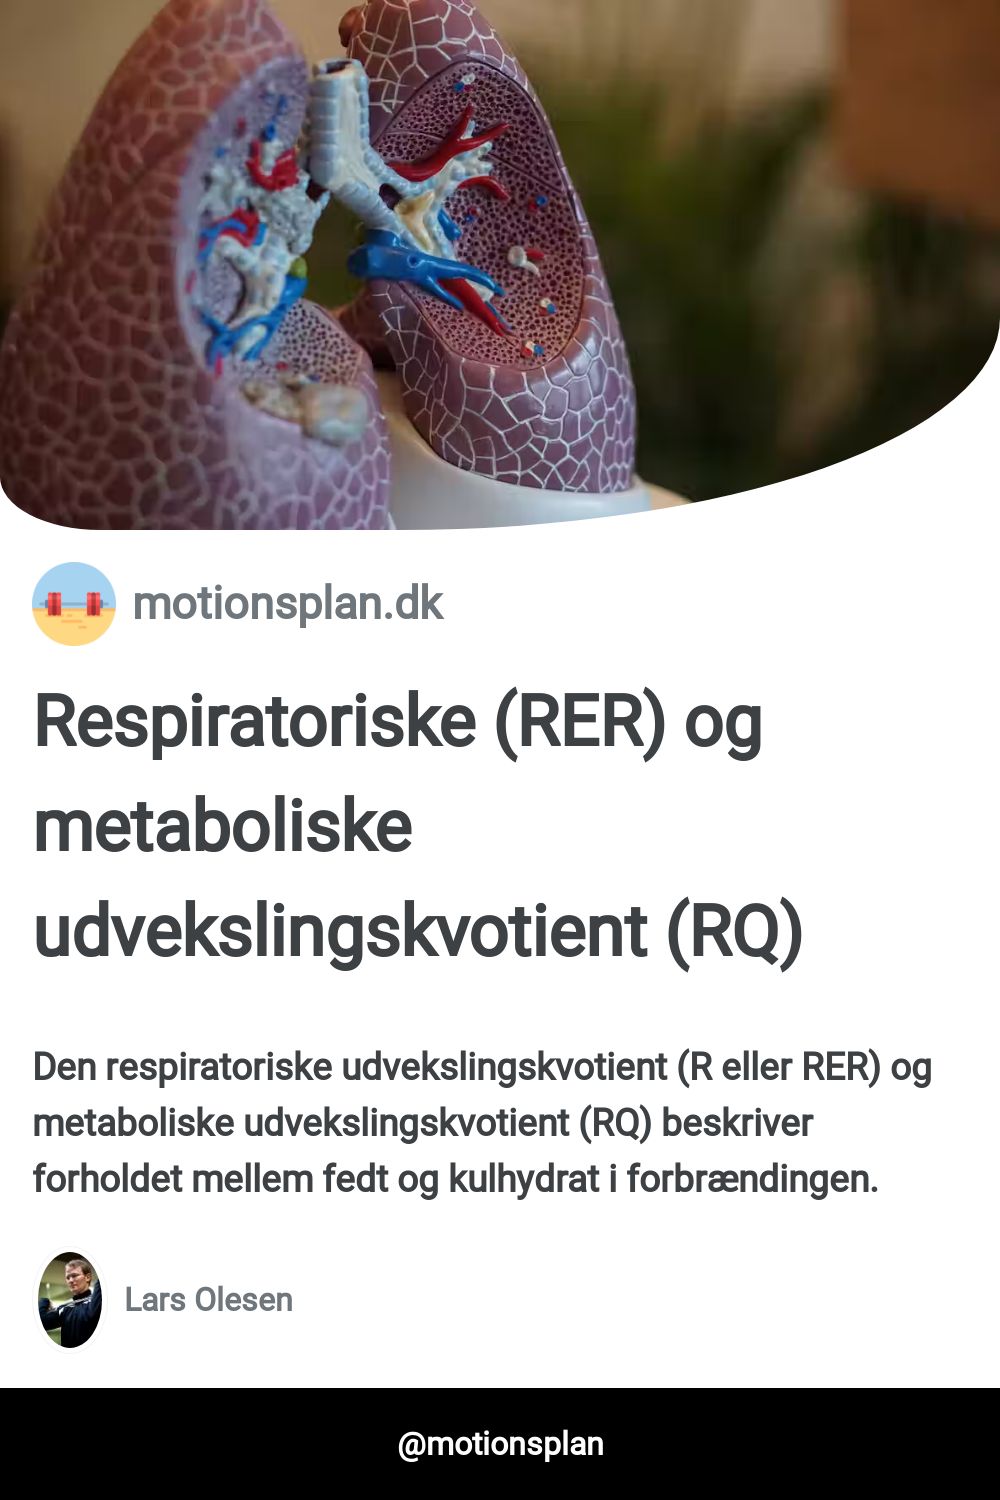 motionsplan.dk
Respiratoriske (RER) og
metaboliske
udvekslingskvotient (RQ)
Den respiratoriske udvekslingskvotient (R eller RER) og
metaboliske udvekslingskvotient (RQ) beskriver
forholdet mellem fedt og kulhydrat i forbrændingen.
Lars Olesen
@motionsplan